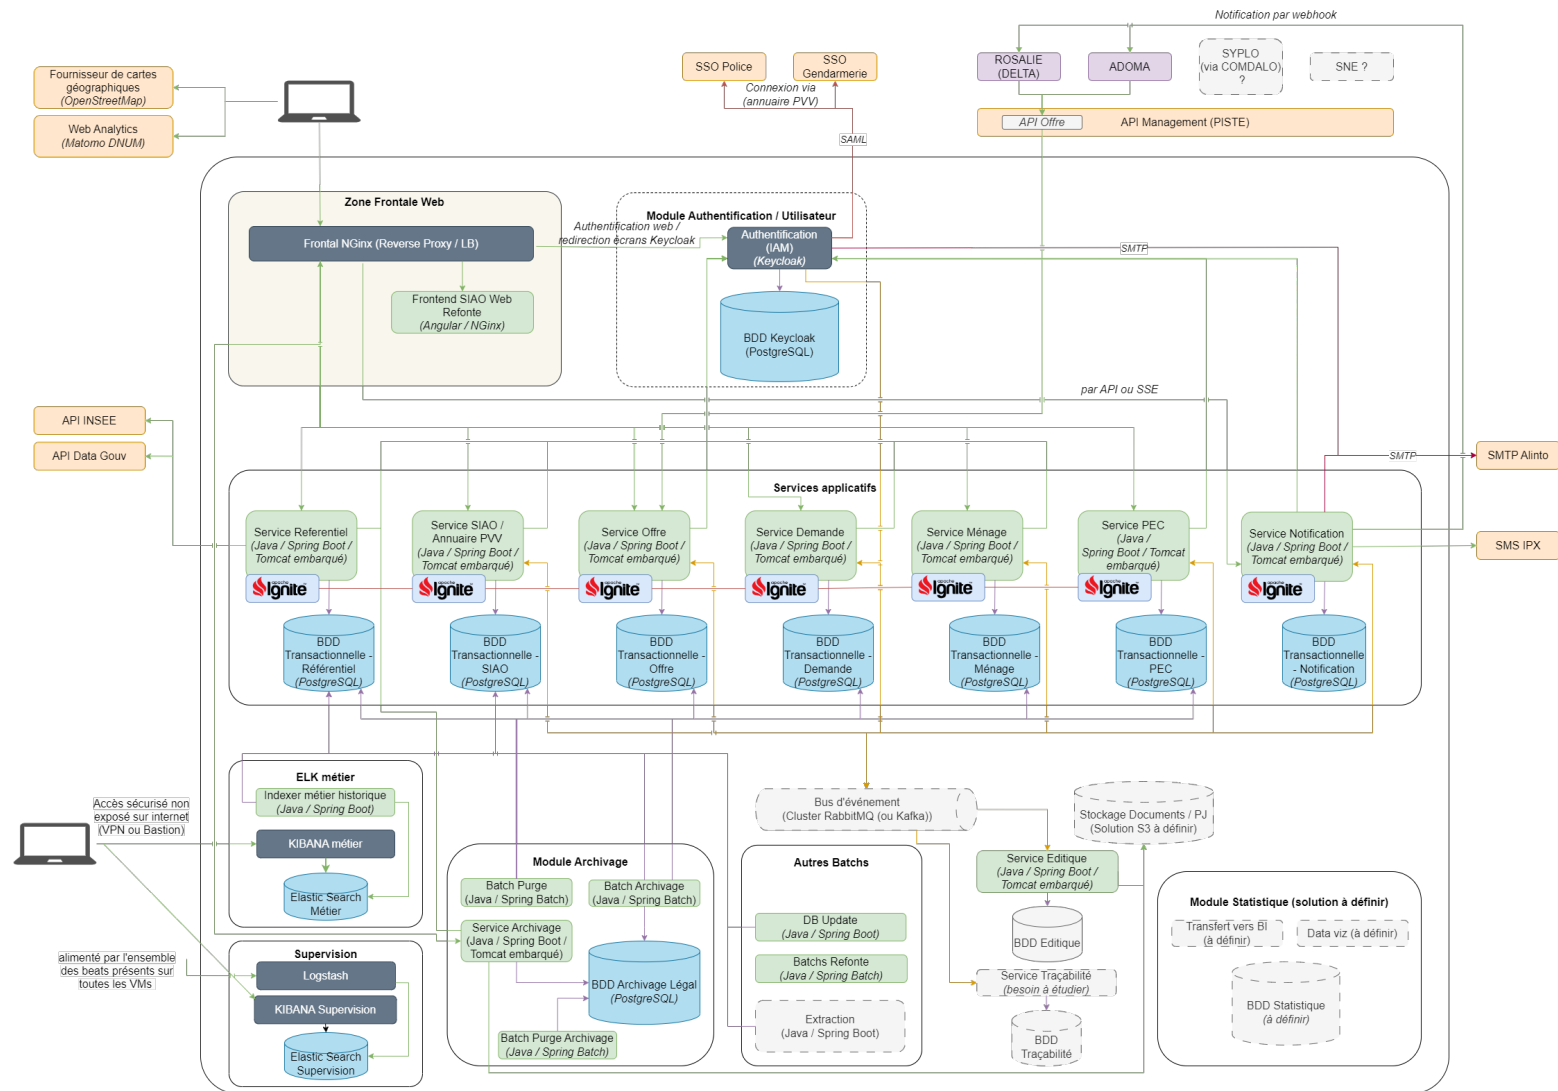 Notification par webhook
Fournisseur de cartes
géographiques
(OpenStreetMap)
Web Analytics
(Matomo DNUM)
SSO Police
SSO
Gendarmerie
Connexion via
(annuaire PVV)
SAML
ROSALIE
(DELTA)
ADOMA
SYPLO
(via COMDALO)
?
SNE ?
API Offre
API Management (PISTE)
Zone Frontale Web
Frontal NGinx (Reverse Proxy / LB)
Frontend SIAO Web
Refonte
(Angular / NGinx)
Authentification web /
redirection écrans Keycloak
Module Authentification / Utilisateur
Authentification
(IAM)
(Keycloak)
BDD Keycloak
(PostgreSQL)
SMTP
par API ou SSE
API INSEE
API Data Gouv
SMTP
SMTP Alinto
SMS IPX
Services applicatifs
Service Referentiel
(Java / Spring Boot /
Tomcat embarqué)
Service SIAO /
Annuaire PVV
(Java / Spring Boot /
Tomcat embarqué)
Service Offre
(Java / Spring Boot /
Tomcat embarqué)
Service Demande
(Java / Spring Boot /
Tomcat embarqué)
Service Ménage
(Java / Spring Boot /
Tomcat embarqué)
Service PEC
(Java /
Spring Boot / Tomcat
embarqué)
Service Notification
(Java / Spring Boot /
Tomcat embarqué)
apache
Ignite
apache
Ignite
apache
Ignite
apache
Ignite
apache
Ignite
apache
Ignite
apache
Ignite
BDD
Transactionnelle -
Référentiel
(PostgreSQL)
BDD
Transactionnelle -
SIAO
(PostgreSQL)
BDD
Transactionnelle -
Offre
(PostgreSQL)
BDD
Transactionnelle -
Demande
(PostgreSQL)
BDD
Transactionnelle -
Ménage
(PostgreSQL)
BDD
Transactionnelle -
PEC
(PostgreSQL)
BDD
Transactionnelle
- Notification
(PostgreSQL)
ELK métier
Indexer métier historique
(Java / Spring Boot)
KIBANA métier
Elastic Search
Métier
Accès sécurisé non
exposé sur internet
(VPN ou Bastion)
Supervision
Logstash
KIBANA Supervision
Elastic Search
Supervision
alimenté par l'ensemble
des beats présents sur
toutes les VMs
Module Archivage
Batch Purge
(Java / Spring Batch)
Batch Archivage
(Java / Spring Batch)
Service Archivage
(Java / Spring Boot /
Tomcat embarqué)
BDD Archivage Légal
(PostgreSQL)
Batch Purge Archivage
(Java / Spring Batch)
Bus d'événement
(Cluster RabbitMQ (ou Kafka))
Autres Batchs
DB Update
(Java / Spring Boot)
Batchs Refonte
(Java / Spring Batch)
Extraction
(Java / Spring Boot)
Stockage Documents / PJ
(Solution S3 à définir)
Service Editique
(Java / Spring Boot /
Tomcat embarqué)
BDD Editique
Service Traçabilité
(besoin à étudier)
BDD
Traçabilité
Module Statistique (solution à définir)
Transfert vers BI
(à définir)
Data viz (à définir)
BDD Statistique
(à définir)